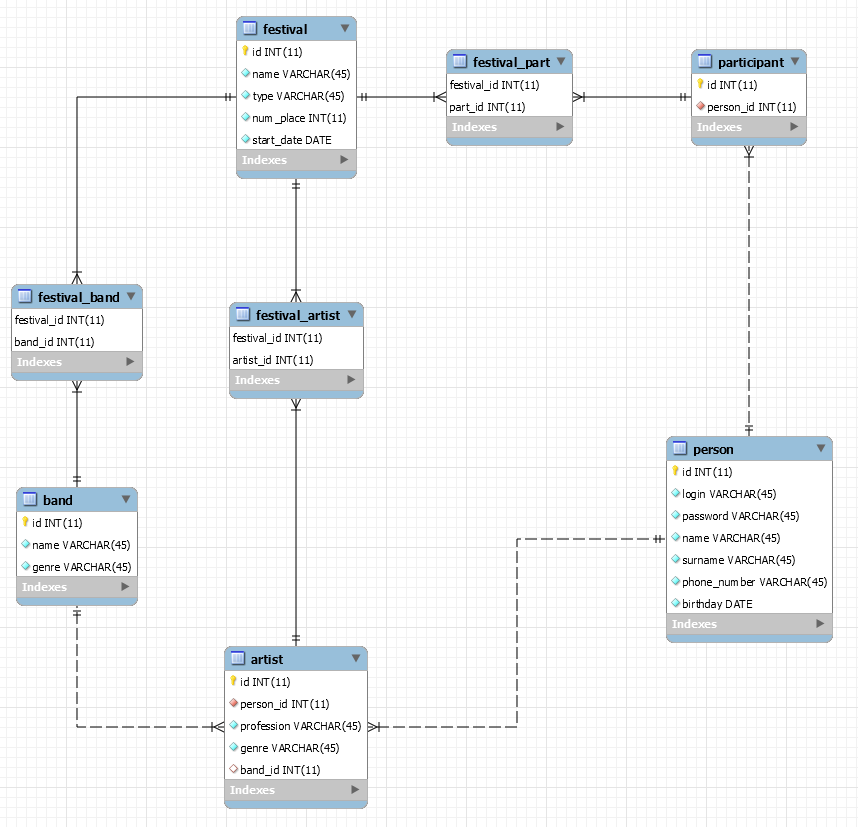 festival
id INT(11)
name VARCHAR(45)
type VARCHAR(45)
num_place INT(11)
start_date DATE
Indexes
festival_part
festival_id INT(11)
part_id INT(11)
Indexes
participant
id INT(11)
person_id INT(11)
Indexes
festival_band
festival_id INT(11)
band_id INT(11)
Indexes
festival_artist
festival_id INT(11)
artist_id INT(11)
Indexes
person
id INT(11)
login VARCHAR(45)
password VARCHAR(45)
name VARCHAR(45)
surname VARCHAR(45)
phone_number VARCHAR(45)
birthday DATE
Indexes
band
id INT(11)
name VARCHAR(45)
genre VARCHAR(45)
Indexes
artist
id INT(11)
person_id INT(11)
profession VARCHAR(45)
genre VARCHAR(45)
band_id INT(11)
Indexes